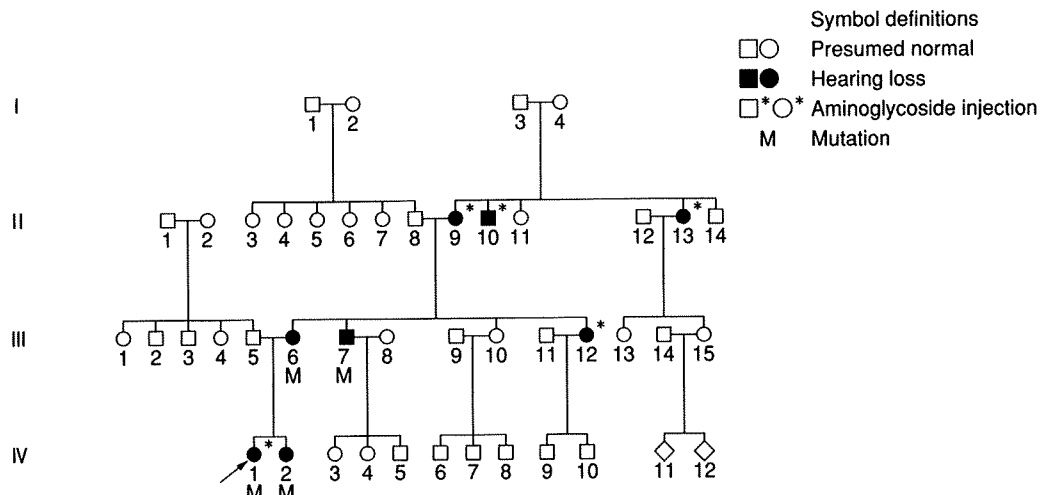 Symbol definitions
Presumed normal
Hearing loss
* * Aminoglycoside injection
M Mutation
I
1 2 3 4
II
* * *
1 2 3 4 5 6 7 8 9 10 11 12 13 14
III
*
1 2 3 4 5 6 7 8 9 10 11 12 13 14 15
M M
IV
*
1 2 3 4 5 6 7 8 9 10 11 12
M M